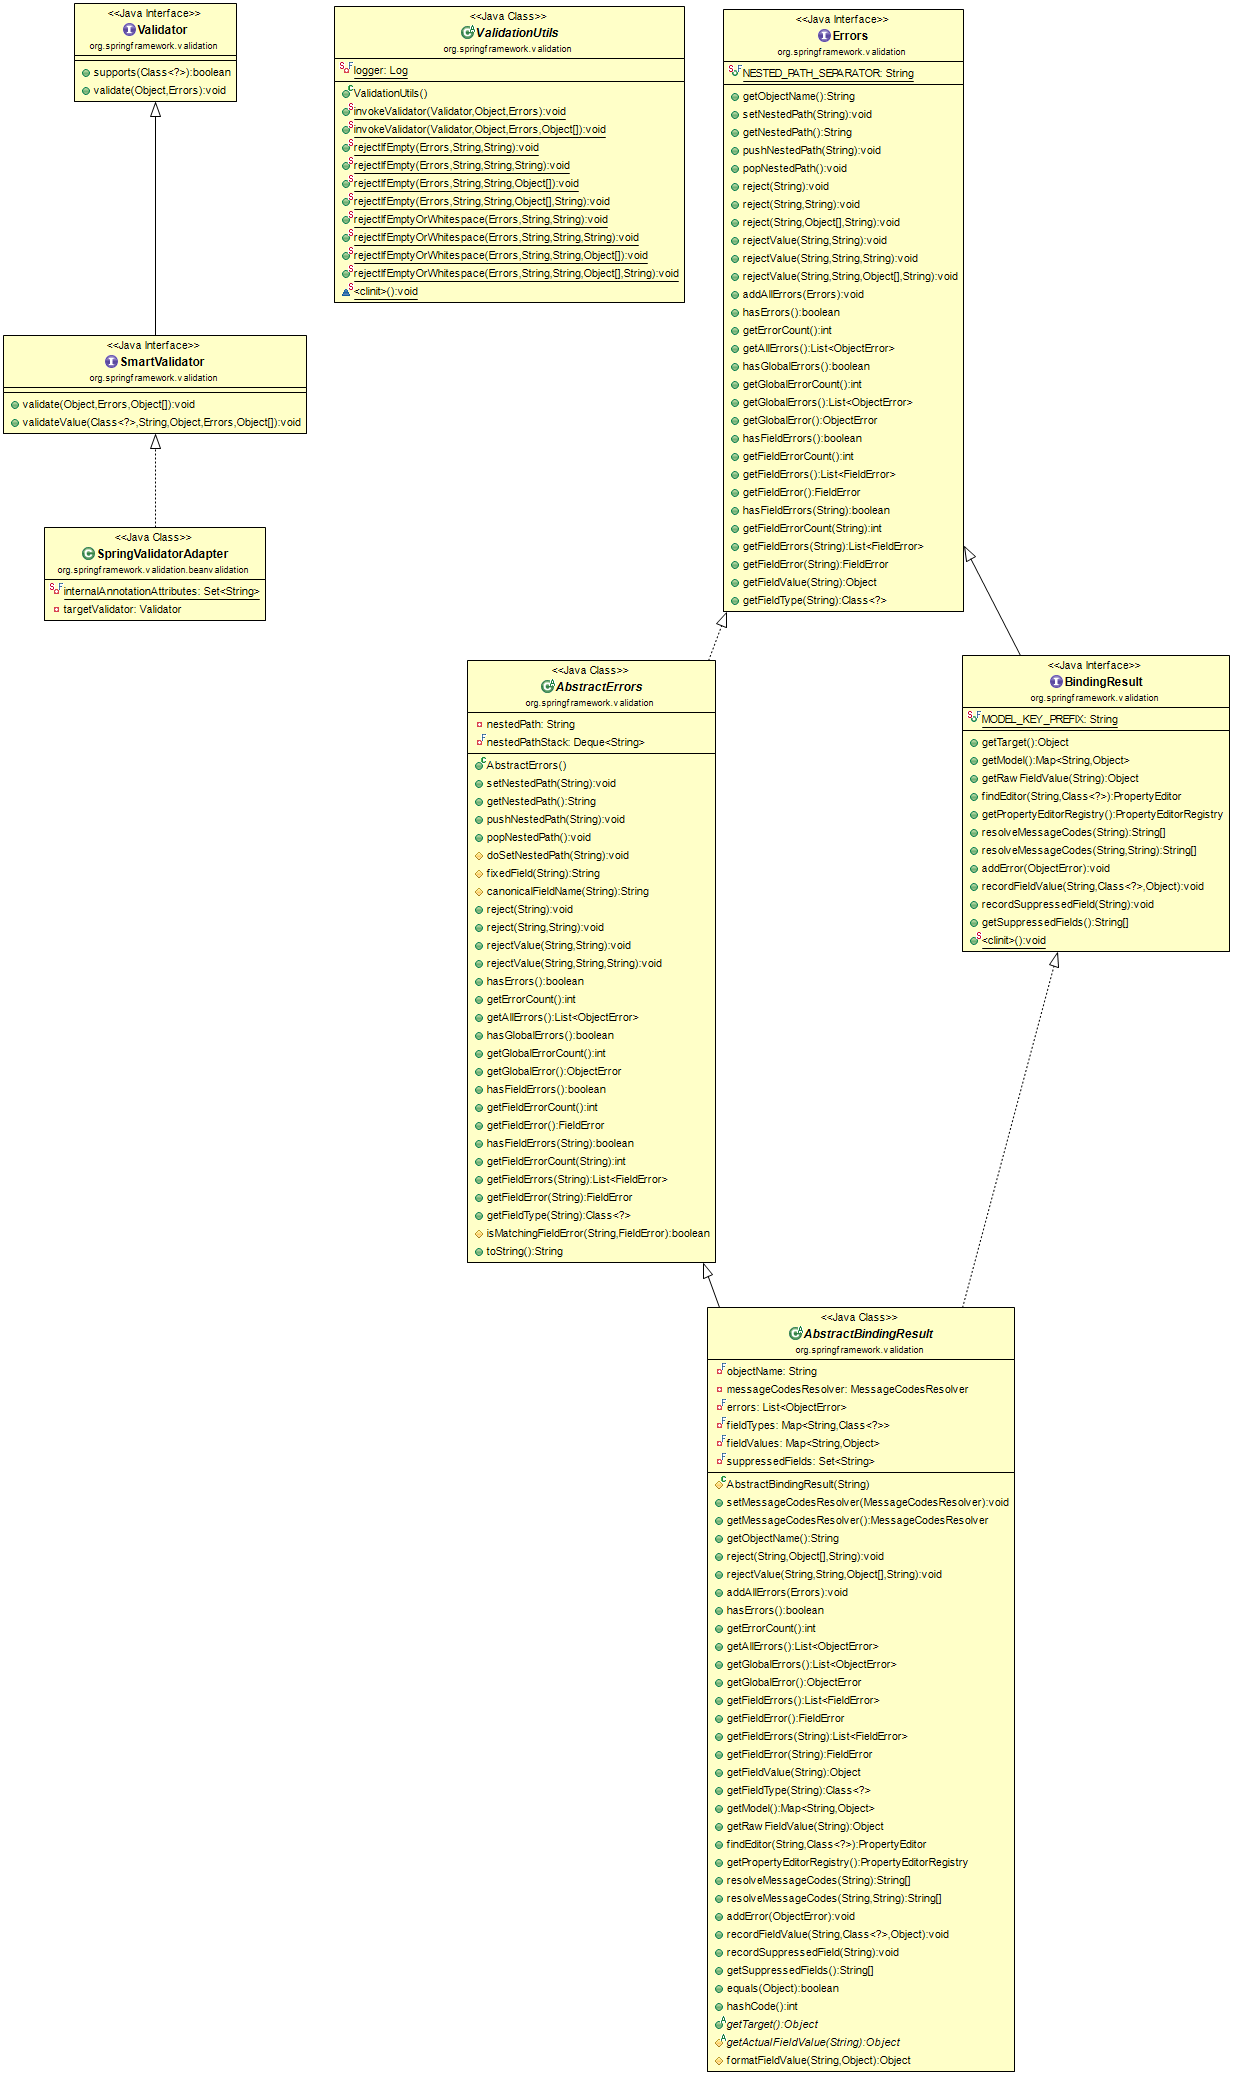 <<Java Interface>>
Validator
org.springframework.validation
supports(Class<?>):boolean
validate(Object,Errors):void
<<Java Class>>
ValidationUtils
org.springframework.validation
logger: Log
ValidationUtils()
invokeValidator(Validator,Object,Errors):void
invokeValidator(Validator,Object,Errors,Object[]):void
rejectIfEmpty(Errors,String,String):void
rejectIfEmpty(Errors,String,String,String):void
rejectIfEmpty(Errors,String,String,Object[]):void
rejectIfEmpty(Errors,String,String,Object[],String):void
rejectIfEmptyOrWhitespace(Errors,String,String):void
rejectIfEmptyOrWhitespace(Errors,String,String,String):void
rejectIfEmptyOrWhitespace(Errors,String,String,Object[]):void
rejectIfEmptyOrWhitespace(Errors,String,String,Object[],String):void
<clinit>():void
<<Java Interface>>
Errors
org.springframework.validation
NESTED_PATH_SEPARATOR: String
getObjectName():String
setNestedPath(String):void
getNestedPath():String
pushNestedPath(String):void
popNestedPath():void
reject(String):void
reject(String,String):void
reject(String,Object[],String):void
rejectValue(String,String):void
rejectValue(String,String,String):void
rejectValue(String,String,Object[],String):void
addAllErrors(Errors):void
hasErrors():boolean
getErrorCount():int
getAllErrors():List<ObjectError>
hasGlobalErrors():boolean
getGlobalErrorCount():int
getGlobalErrors():List<ObjectError>
getGlobalError():ObjectError
hasFieldErrors():boolean
getFieldErrorCount():int
getFieldErrors():List<FieldError>
getFieldError():FieldError
hasFieldErrors(String):boolean
getFieldErrorCount(String):int
getFieldErrors(String):List<FieldError>
getFieldError(String):FieldError
getFieldValue(String):Object
getFieldType(String):Class<?>
<<Java Interface>>
SmartValidator
org.springframework.validation
validate(Object,Errors,Object[]):void
validateValue(Class<?>,String,Object,Errors,Object[]):void
<<Java Class>>
SpringValidatorAdapter
org.springframework.validation.beanvalidation
internalAnnotationAttributes: Set<String>
targetValidator: Validator
<<Java Class>>
AbstractErrors
org.springframework.validation
nestedPath: String
nestedPathStack: Deque<String>
AbstractErrors()
setNestedPath(String):void
getNestedPath():String
pushNestedPath(String):void
popNestedPath():void
doSetNestedPath(String):void
fixedField(String):String
canonicalFieldName(String):String
reject(String):void
reject(String,String):void
rejectValue(String,String):void
rejectValue(String,String,String):void
hasErrors():boolean
getErrorCount():int
getAllErrors():List<ObjectError>
hasGlobalErrors():boolean
getGlobalErrorCount():int
getGlobalError():ObjectError
hasFieldErrors():boolean
getFieldErrorCount():int
getFieldError():FieldError
hasFieldErrors(String):boolean
getFieldErrorCount(String):int
getFieldErrors(String):List<FieldError>
getFieldError(String):FieldError
getFieldType(String):Class<?>
isMatchingFieldError(String,FieldError):boolean
toString():String
<<Java Interface>>
BindingResult
org.springframework.validation
MODEL_KEY_PREFIX: String
getTarget():Object
getModel():Map<String,Object>
getRawFieldValue(String):Object
findEditor(String,Class<?>):PropertyEditor
getPropertyEditorRegistry():PropertyEditorRegistry
resolveMessageCodes(String):String[]
resolveMessageCodes(String,String):String[]
addError(ObjectError):void
recordFieldValue(String,Class<?>,Object):void
recordSuppressedField(String):void
getSuppressedFields():String[]
<clinit>():void
<<Java Class>>
AbstractBindingResult
org.springframework.validation
objectName: String
messageCodesResolver: MessageCodesResolver
errors: List<ObjectError>
fieldTypes: Map<String,Class<?>>
fieldValues: Map<String,Object>
suppressedFields: Set<String>
AbstractBindingResult(String)
setMessageCodesResolver(MessageCodesResolver):void
getMessageCodesResolver():MessageCodesResolver
getObjectName():String
reject(String,Object[],String):void
rejectValue(String,String,Object[],String):void
addAllErrors(Errors):void
hasErrors():boolean
getErrorCount():int
getAllErrors():List<ObjectError>
getGlobalErrors():List<ObjectError>
getGlobalError():ObjectError
getFieldErrors():List<FieldError>
getFieldError():FieldError
getFieldErrors(String):List<FieldError>
getFieldError(String):FieldError
getFieldValue(String):Object
getFieldType(String):Class<?>
getModel():Map<String,Object>
getRawFieldValue(String):Object
findEditor(String,Class<?>):PropertyEditor
getPropertyEditorRegistry():PropertyEditorRegistry
resolveMessageCodes(String):String[]
resolveMessageCodes(String,String):String[]
addError(ObjectError):void
recordFieldValue(String,Class<?>,Object):void
recordSuppressedField(String):void
getSuppressedFields():String[]
equals(Object):boolean
hashCode():int
getTarget():Object
getActualFieldValue(String):Object
formatFieldValue(String,Object):Object